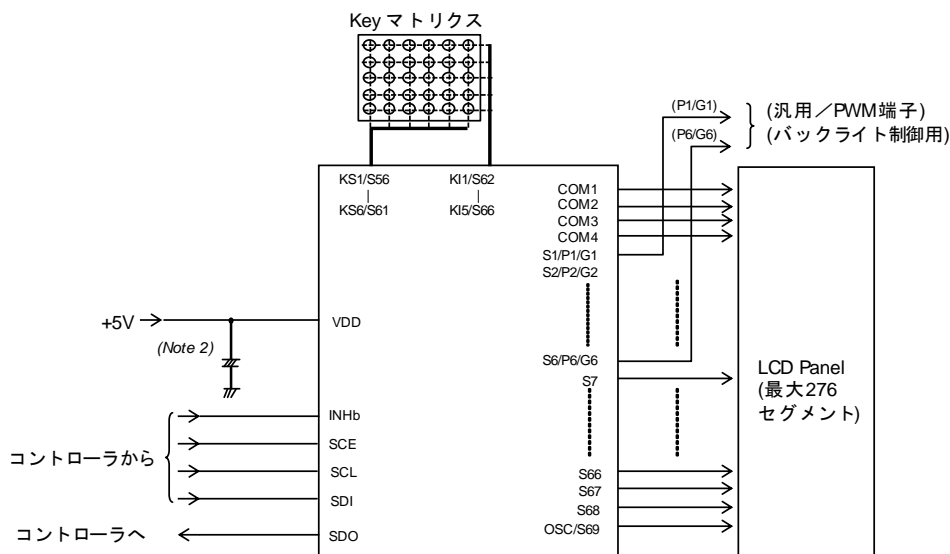 Key マトリクス
(P1/G1)
(汎用／PWM端子)
(P6/G6)
(バックライト制御用)
KS1/S56
KI1/S62
KS6/S61
KI5/S66
COM1
COM2
COM3
COM4
S1/P1/G1
S2/P2/G2
+5V
VDD
(Note 2)
S6/P6/G6
S7
LCD Panel
(最大276
セグメント)
INHb
SCE
コントローラから
SCL
SDI
S66
S67
S68
OSC/S69
コントローラへ
SDO